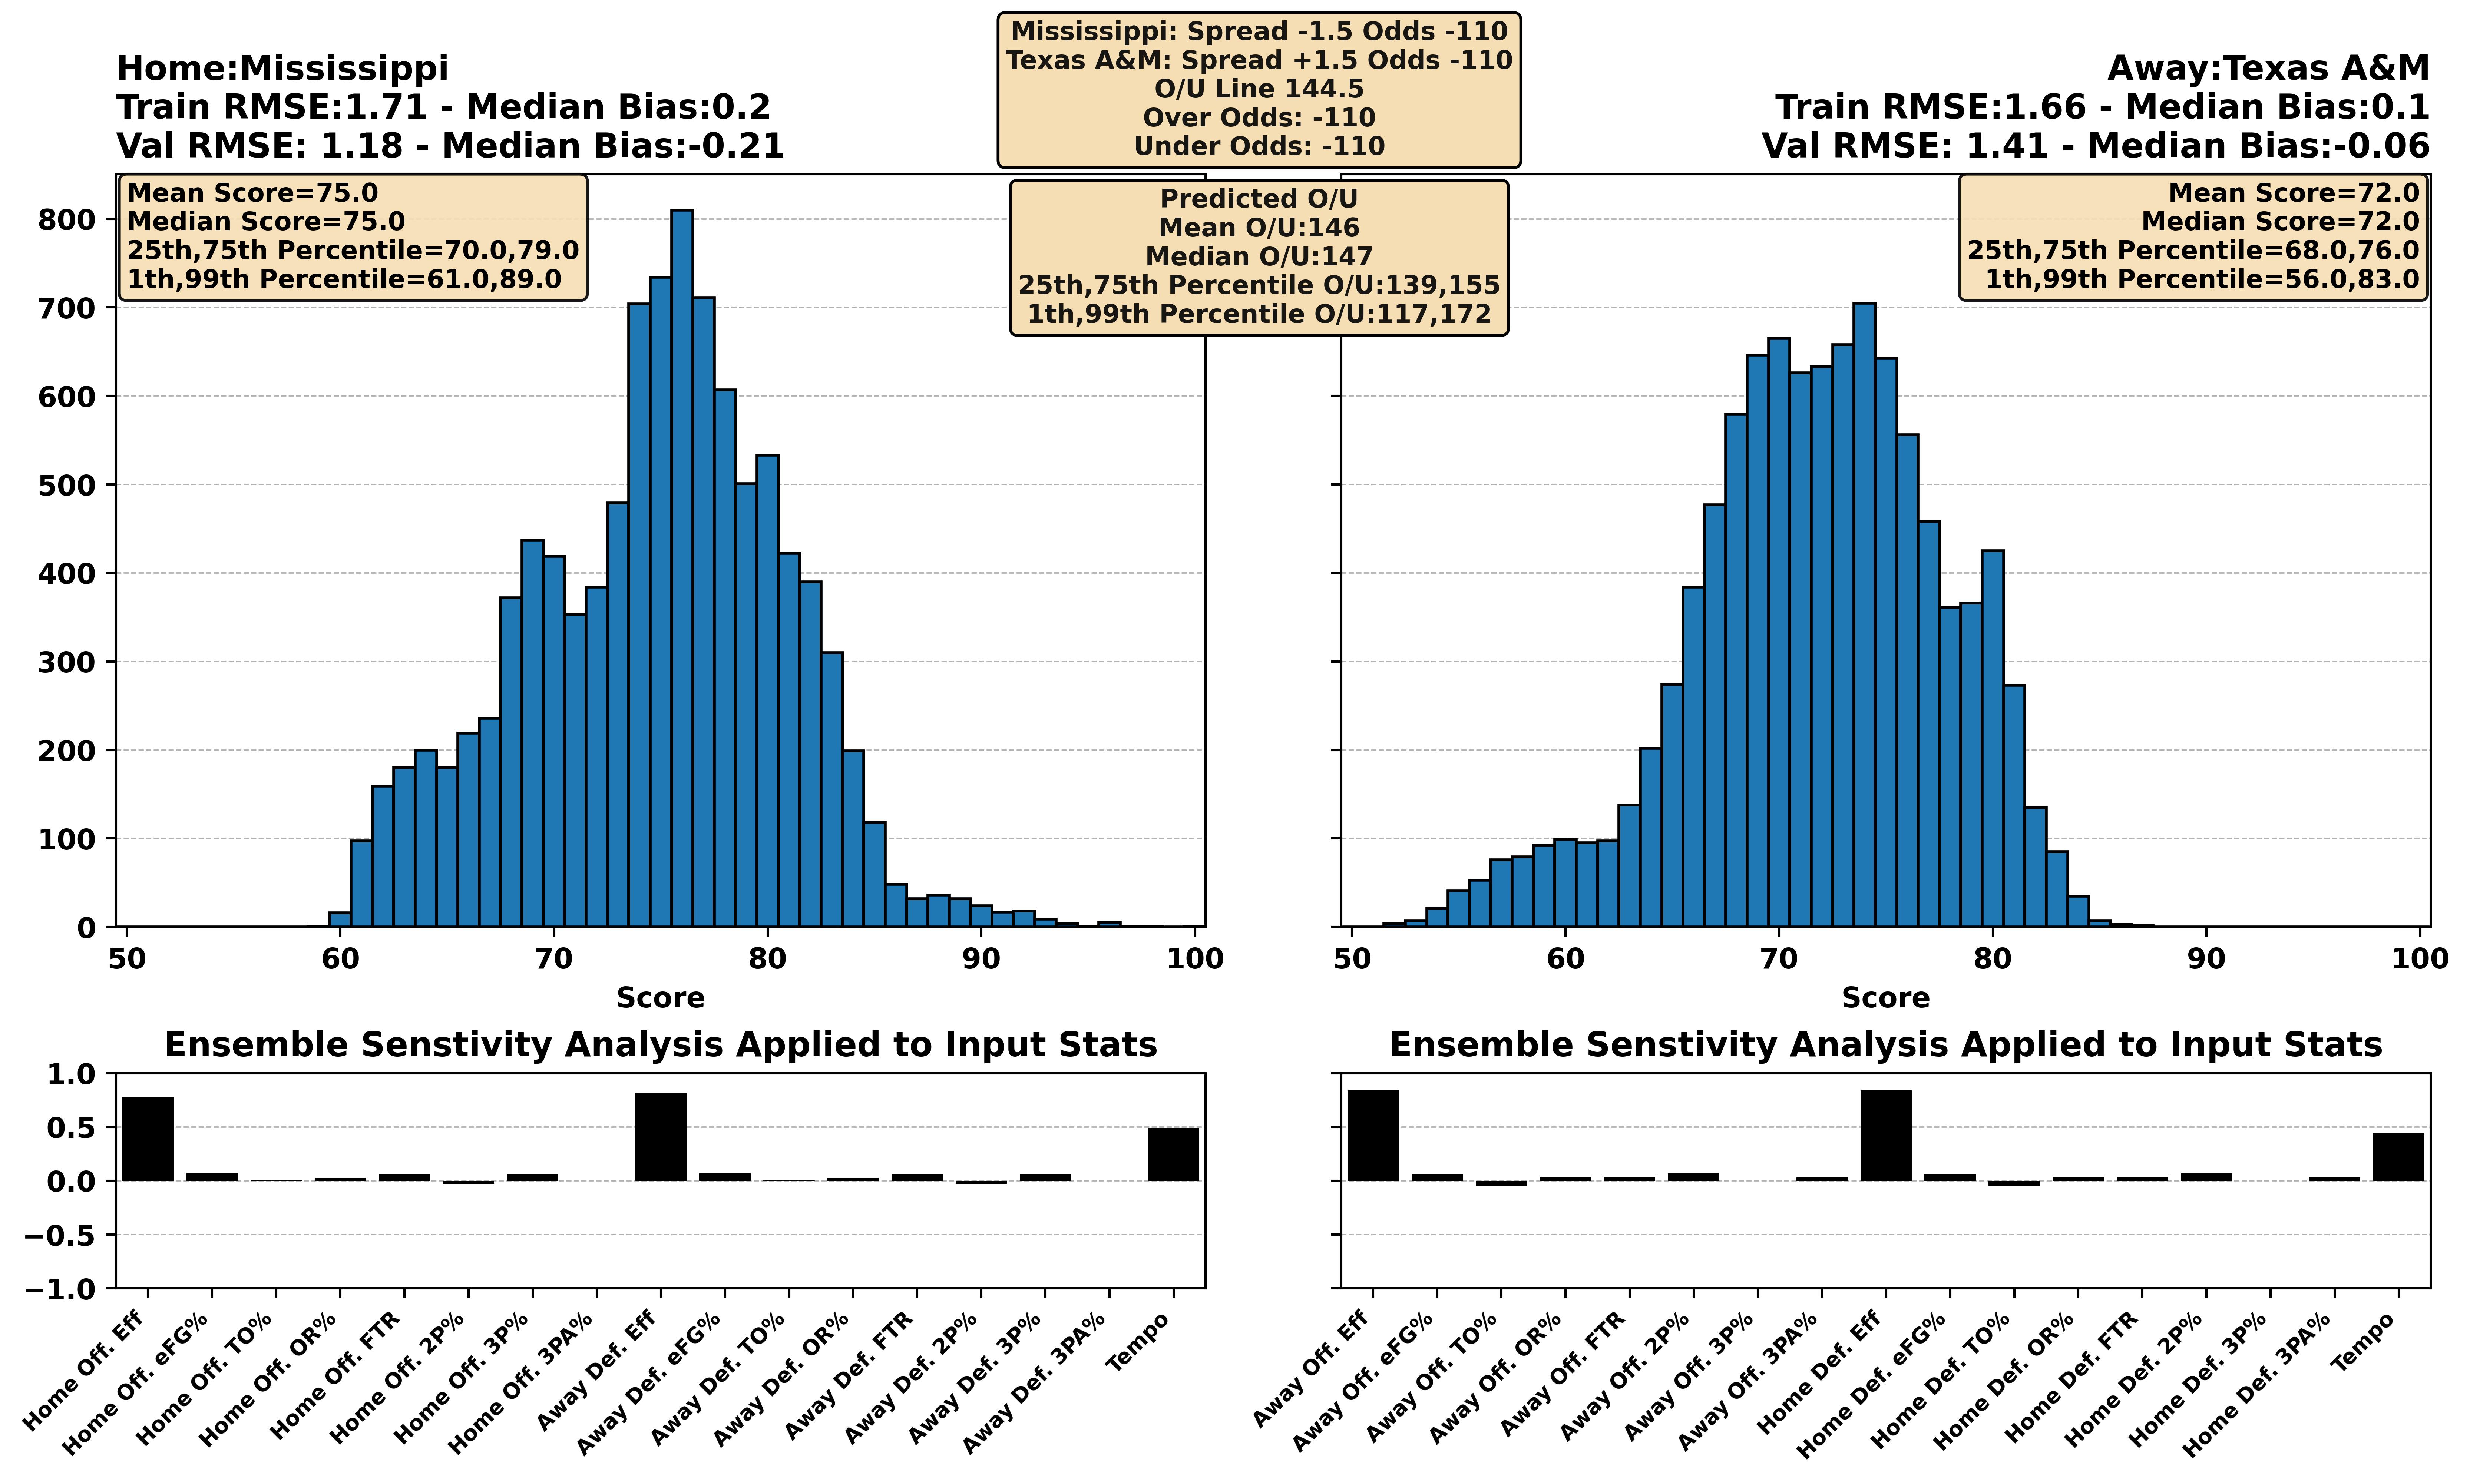 Mississippi: Spread -1.5 Odds -110
Texas A&M: Spread +1.5 Odds -110
O/U Line 144.5
Over Odds: -110
Under Odds: -110
Home:Mississippi
Train RMSE:1.71 - Median Bias:0.2
Val RMSE: 1.18 - Median Bias:-0.21
Away:Texas A&M
Train RMSE:1.66 - Median Bias:0.1
Val RMSE: 1.41 - Median Bias:-0.06
Mean Score=75.0
Median Score=75.0
25th,75th Percentile=70.0,79.0
1th,99th Percentile=61.0,89.0
Predicted O/U
Mean O/U:146
Median O/U:147
25th,75th Percentile O/U:139,155
1th,99th Percentile O/U:117,172
Mean Score=72.0
Median Score=72.0
25th,75th Percentile=68.0,76.0
1th,99th Percentile=56.0,83.0
800
700
600
500
400
300
200
100
0
50 60 70 80 90 100
Score
50 60 70 80 90 100
Score
Ensemble Senstivity Analysis Applied to Input Stats
1.0
0.5
0.0
−0.5
−1.0
Home Off. Eff
Home Off. eFG%
Home Off. TO%
Home Off. OR%
Home Off. FTR
Home Off. 2P%
Home Off. 3P%
Home Off. 3PA%
Away Def. Eff
Away Def. eFG%
Away Def. TO%
Away Def. OR%
Away Def. FTR
Away Def. 2P%
Away Def. 3P%
Away Def. 3PA%
Tempo
Ensemble Senstivity Analysis Applied to Input Stats
Away Off. Eff
Away Off. eFG%
Away Off. TO%
Away Off. OR%
Away Off. FTR
Away Off. 2P%
Away Off. 3P%
Away Off. 3PA%
Home Def. Eff
Home Def. eFG%
Home Def. TO%
Home Def. OR%
Home Def. FTR
Home Def. 2P%
Home Def. 3P%
Home Def. 3PA%
Tempo